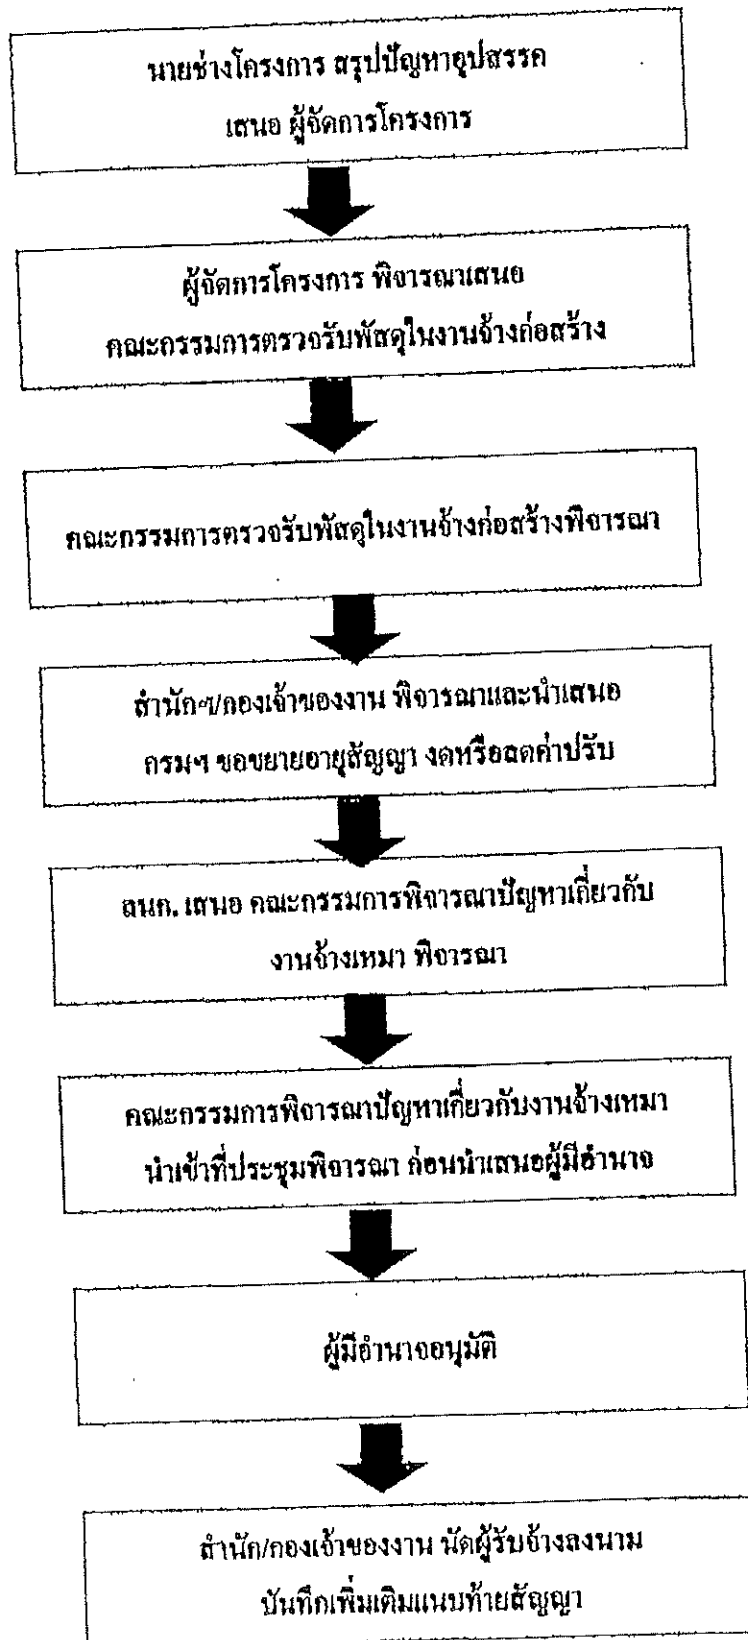 นายช่างโครงการ สรุปปัญหาอุปสรรค
เสนอ ผู้จัดการโครงการ
ผู้จัดการโครงการ พิจารณาเสนอ
คณะกรรมการตรวจรับพัสดุในงานจ้างก่อสร้าง
คณะกรรมการตรวจรับพัสดุในงานจ้างก่อสร้างพิจารณา
สำนักฯ/กองเจ้าของงาน พิจารณาและนำเสนอ
กรมฯ ขอขยายอายุสัญญา งดหรือลดค่าปรับ
สนก. เสนอ คณะกรรมการพิจารณาปัญหาเกี่ยวกับ
งานจ้างเหมา พิจารณา
คณะกรรมการพิจารณาปัญหาเกี่ยวกับงานจ้างเหมา
นำเข้าที่ประชุมพิจารณา ก่อนนำเสนอผู้มีอำนาจ
ผู้มีอำนาจอนุมัติ
สำนัก/กองเจ้าของงาน นัดผู้รับจ้างลงนาม
บันทึกเพิ่มเติมแนบท้ายสัญญา